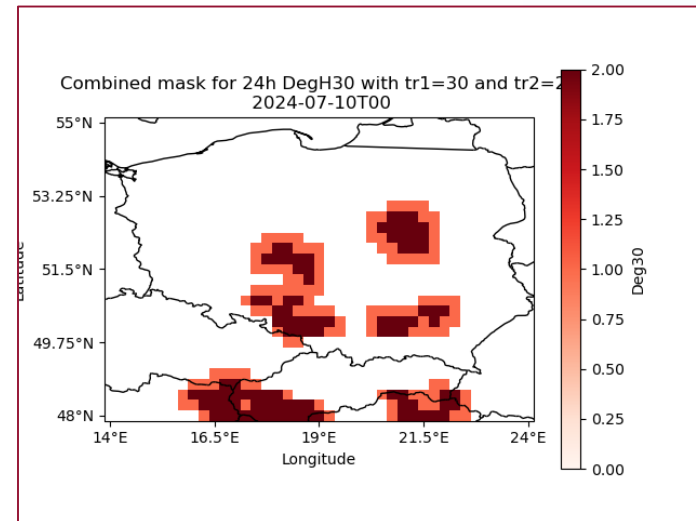 Combined mask for 24h DegH30 with tr1=30 and tr2=2
2024-07-10T00
55°N
53.25°N
51.5°N
49.75°N
48°N
Latitude
14°E 16.5°E 19°E 21.5°E 24°E
Longitude
2.00
1.75
1.50
1.25
1.00
0.75
0.50
0.25
0.00
Deg30